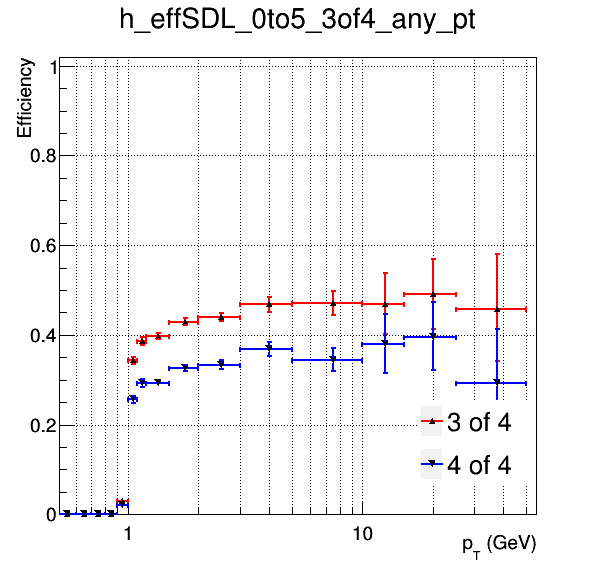 h_effSDL_0to5_3of4_any_pt
Efficiency
1
0.8
0.6
0.4
0.2
0
3 of 4
4 of 4
1
10
p_T (GeV)